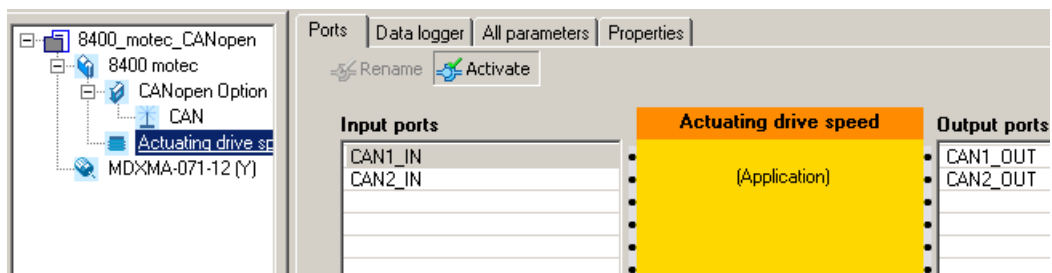 8400_motec_CANopen
8400 motec
CANopen Option
CAN
Actuating drive sp
MDXMA-071-12 (Y)
Ports Data logger All parameters Properties
Rename Activate
Input ports Actuating drive speed Output ports
CAN1_IN (Application) CAN1_OUT
CAN2_IN CAN2_OUT